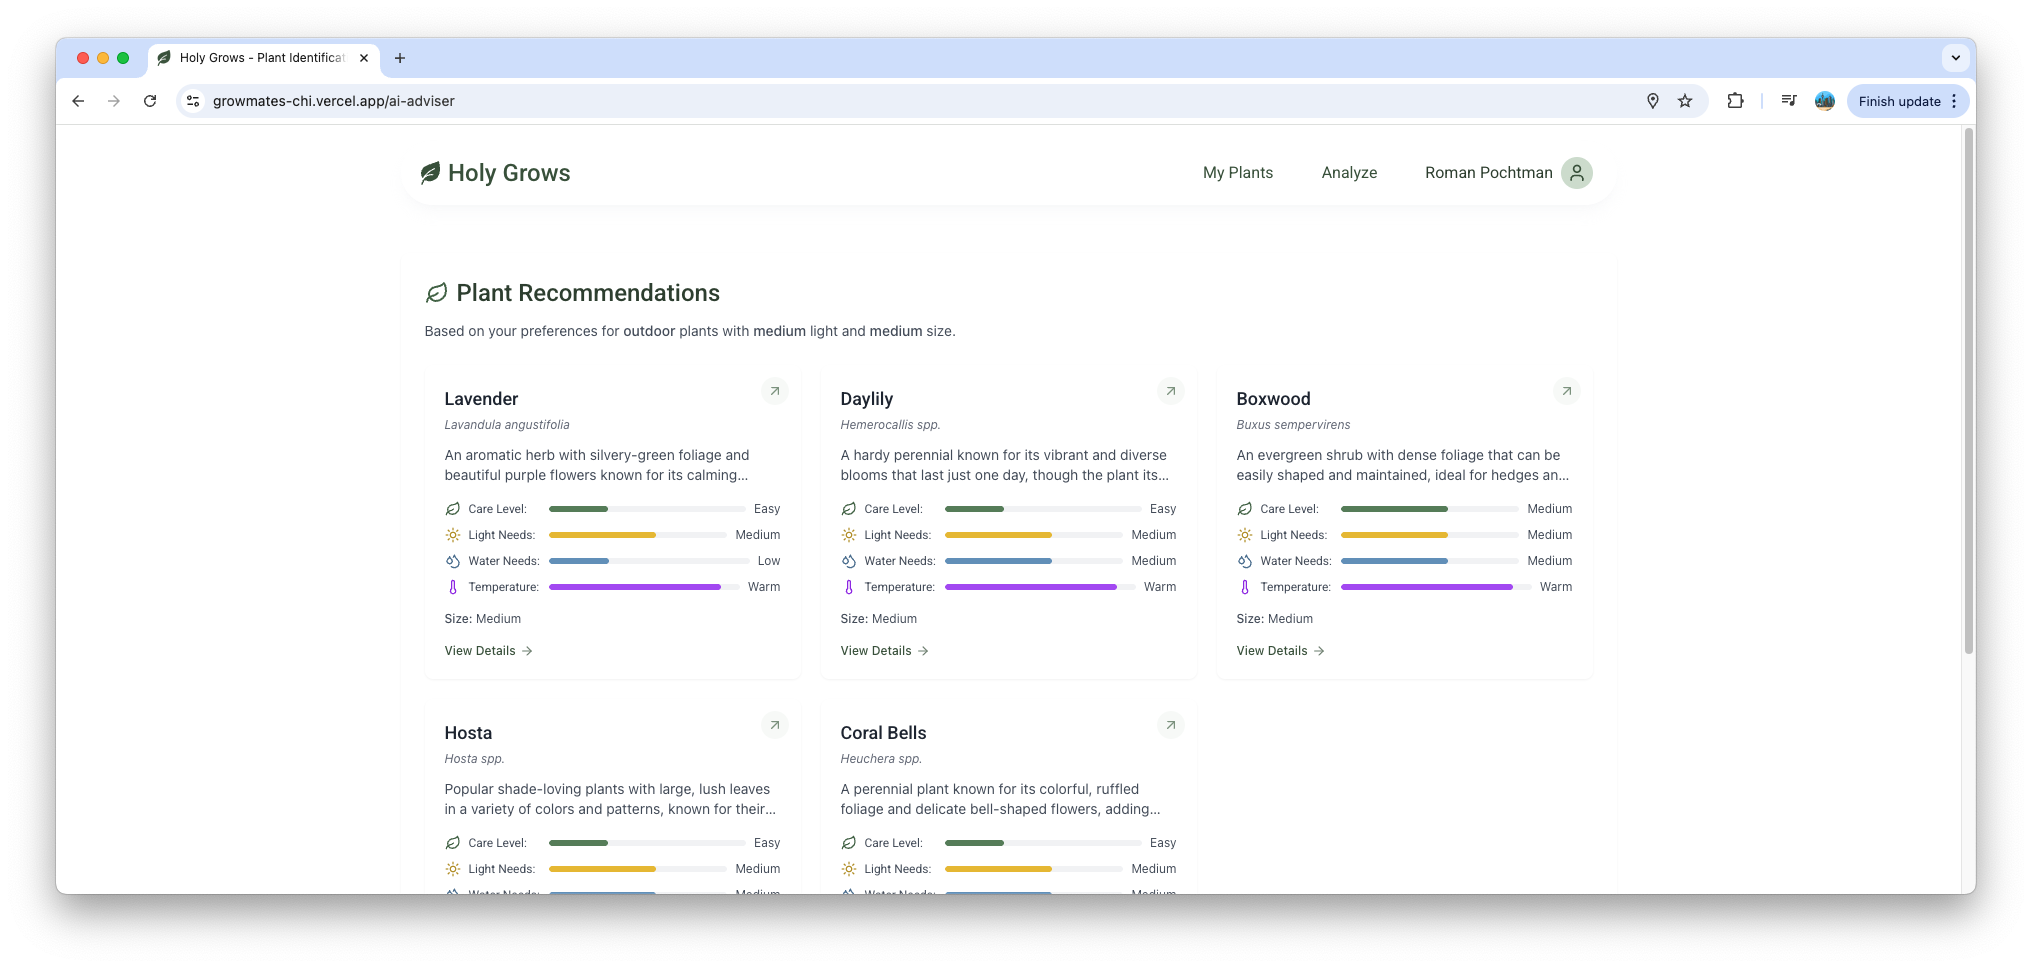 Holy Grows - Plant Identificat
growmates-chi.vercel.app/ai-adviser
Finish update
Holy Grows
My Plants
Analyze
Roman Pochtman
Plant Recommendations
Based on your preferences for outdoor plants with medium light and medium size.
Lavender
Lavandula angustifolia
An aromatic herb with silvery-green foliage and
beautiful purple flowers known for its calming...
Care Level: Easy
Light Needs: Medium
Water Needs: Low
Temperature: Warm
Size: Medium
View Details
Daylily
Hemerocallis spp.
A hardy perennial known for its vibrant and diverse
blooms that last just one day, though the plant its...
Care Level: Easy
Light Needs: Medium
Water Needs: Medium
Temperature: Warm
Size: Medium
View Details
Boxwood
Buxus sempervirens
An evergreen shrub with dense foliage that can be
easily shaped and maintained, ideal for hedges an...
Care Level: Medium
Light Needs: Medium
Water Needs: Medium
Temperature: Warm
Size: Medium
View Details
Hosta
Hosta spp.
Popular shade-loving plants with large, lush leaves
in a variety of colors and patterns, known for their...
Care Level: Easy
Light Needs: Medium
Water Needs: Medium
Coral Bells
Heuchera spp.
A perennial plant known for its colorful, ruffled
foliage and delicate bell-shaped flowers, adding...
Care Level: Easy
Light Needs: Medium
Water Needs: Medium